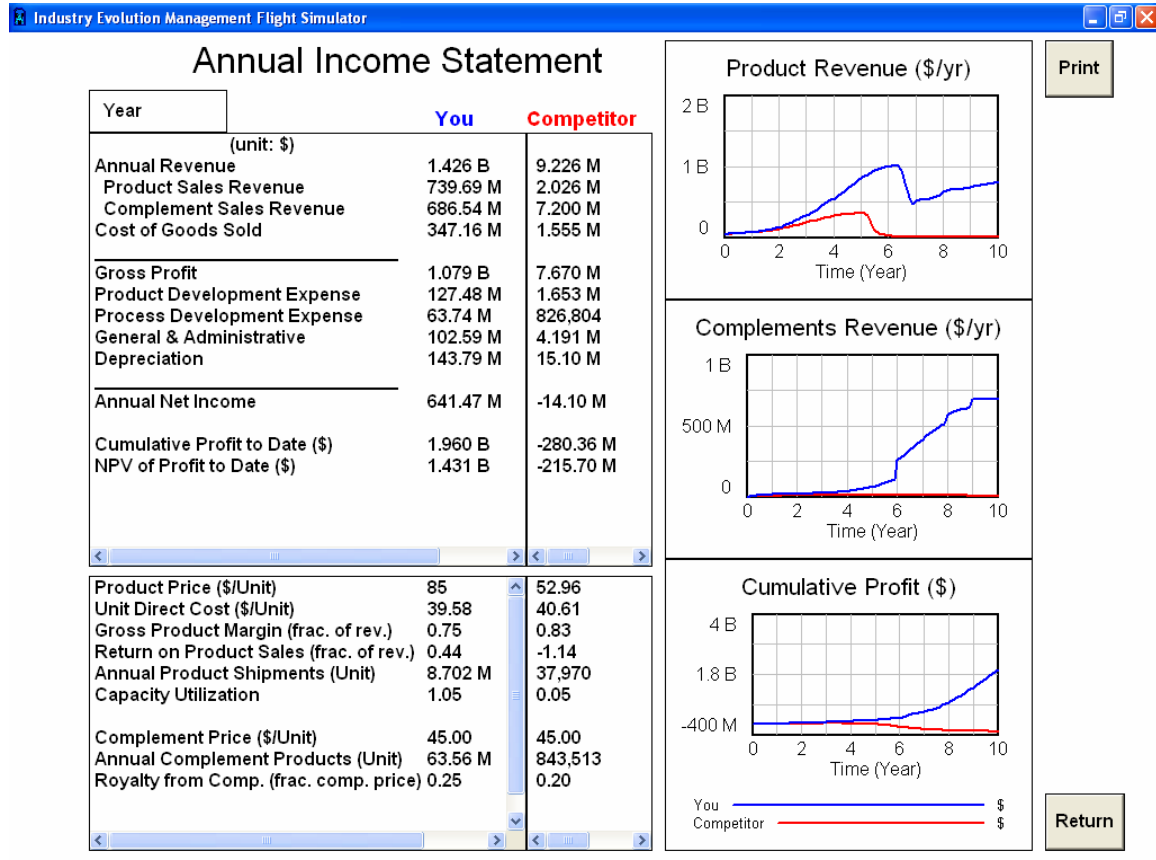 Industry Evolution Management Flight Simulator
Annual Income Statement
Print
Year
You Competitor
(unit: $)
Annual Revenue 1.426 B 9.226 M
Product Sales Revenue 739.69 M 2.026 M
Complement Sales Revenue 686.54 M 7.200 M
Cost of Goods Sold 347.16 M 1.555 M
Gross Profit 1.079 B 7.670 M
Product Development Expense 127.48 M 1.653 M
Process Development Expense 63.74 M 826,804
General & Administrative 102.59 M 4.191 M
Depreciation 143.79 M 15.10 M
Annual Net Income 641.47 M -14.10 M
Cumulative Profit to Date ($) 1.960 B -280.36 M
NPV of Profit to Date ($) 1.431 B -215.70 M
Product Price ($/Unit) 85 52.96
Unit Direct Cost ($/Unit) 39.58 40.61
Gross Product Margin (frac. of rev.) 0.75 0.83
Return on Product Sales (frac. of rev.) 0.44 -1.14
Annual Product Shipments (Unit) 8.702 M 37,970
Capacity Utilization 1.05 0.05
Complement Price ($/Unit) 45.00 45.00
Annual Complement Products (Unit) 63.56 M 843,513
Royalty from Comp. (frac. comp. price) 0.25 0.20
Product Revenue ($/yr)
2 B
1 B
0
0 2 4 6 8 10
Time (Year)
Complements Revenue ($/yr)
1 B
500 M
0
0 2 4 6 8 10
Time (Year)
Cumulative Profit ($)
4 B
1.8 B
-400 M
0 2 4 6 8 10
Time (Year)
You $
Competitor $
Return